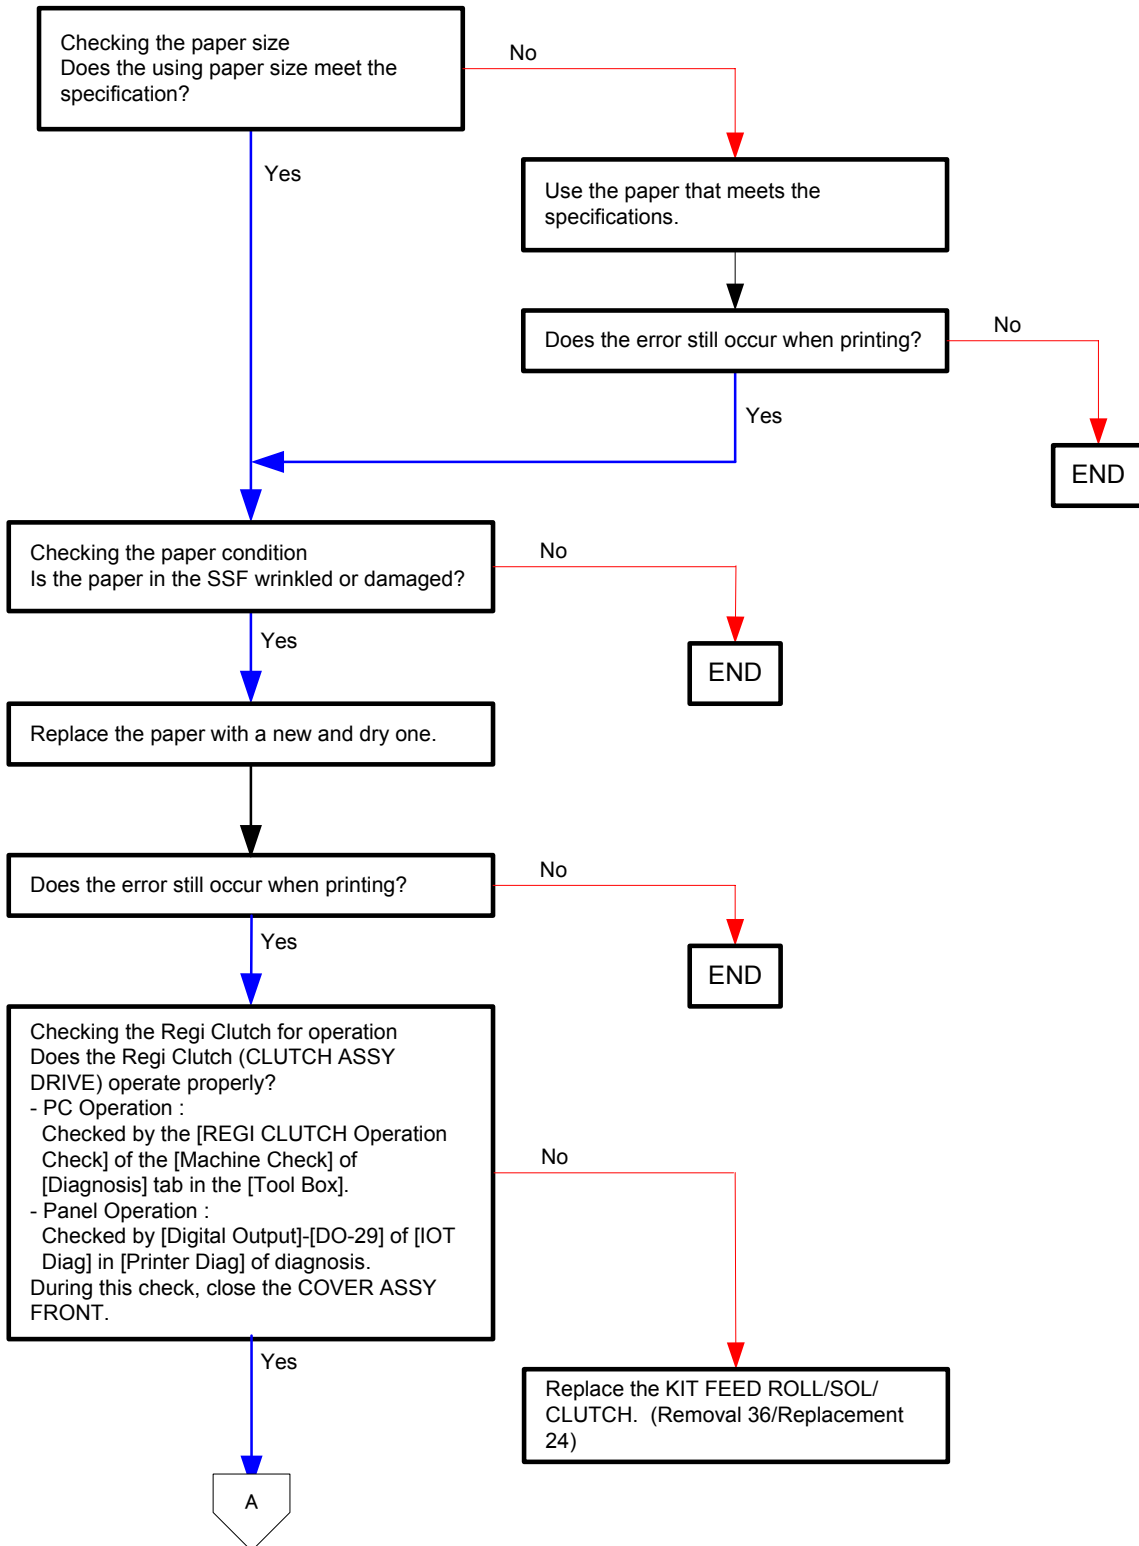 Checking the paper size
Does the using paper size meet the
specification?
No
Yes
Use the paper that meets the
specifications.
Does the error still occur when printing?
No
Yes
END
Checking the paper condition
Is the paper in the SSF wrinkled or damaged?
No
Yes
END
Replace the paper with a new and dry one.
Does the error still occur when printing?
No
Yes
END
Checking the Regi Clutch for operation
Does the Regi Clutch (CLUTCH ASSY
DRIVE) operate properly?
- PC Operation :
Checked by the [REGI CLUTCH Operation
Check] of the [Machine Check] of
[Diagnosis] tab in the [Tool Box].
- Panel Operation :
Checked by [Digital Output]-[DO-29] of [IOT
Diag] in [Printer Diag] of diagnosis.
During this check, close the COVER ASSY
FRONT.
No
Yes
Replace the KIT FEED ROLL/SOL/
CLUTCH.  (Removal 36/Replacement
24)
A